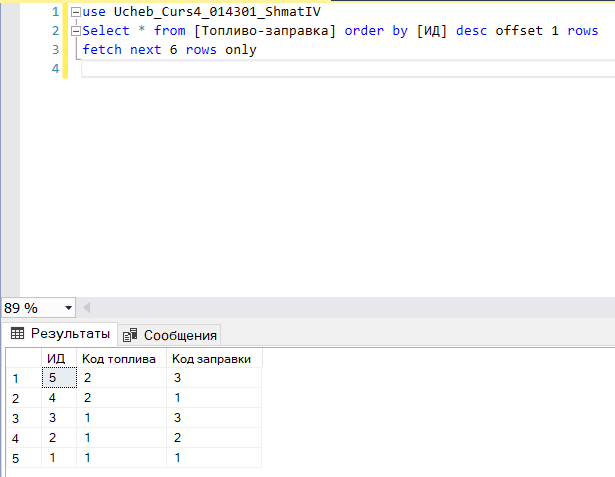 1 use Ucheb_Curs4_014301_ShmatIV
2 Select * from [Топливо-заправка] order by [ИД] desc offset 1 rows
3 fetch next 6 rows only
4
89 %
Результаты Сообщения
ИД Код топлива Код заправки
1 5 2 3
2 4 2 1
3 3 1 3
4 2 1 2
5 1 1 1